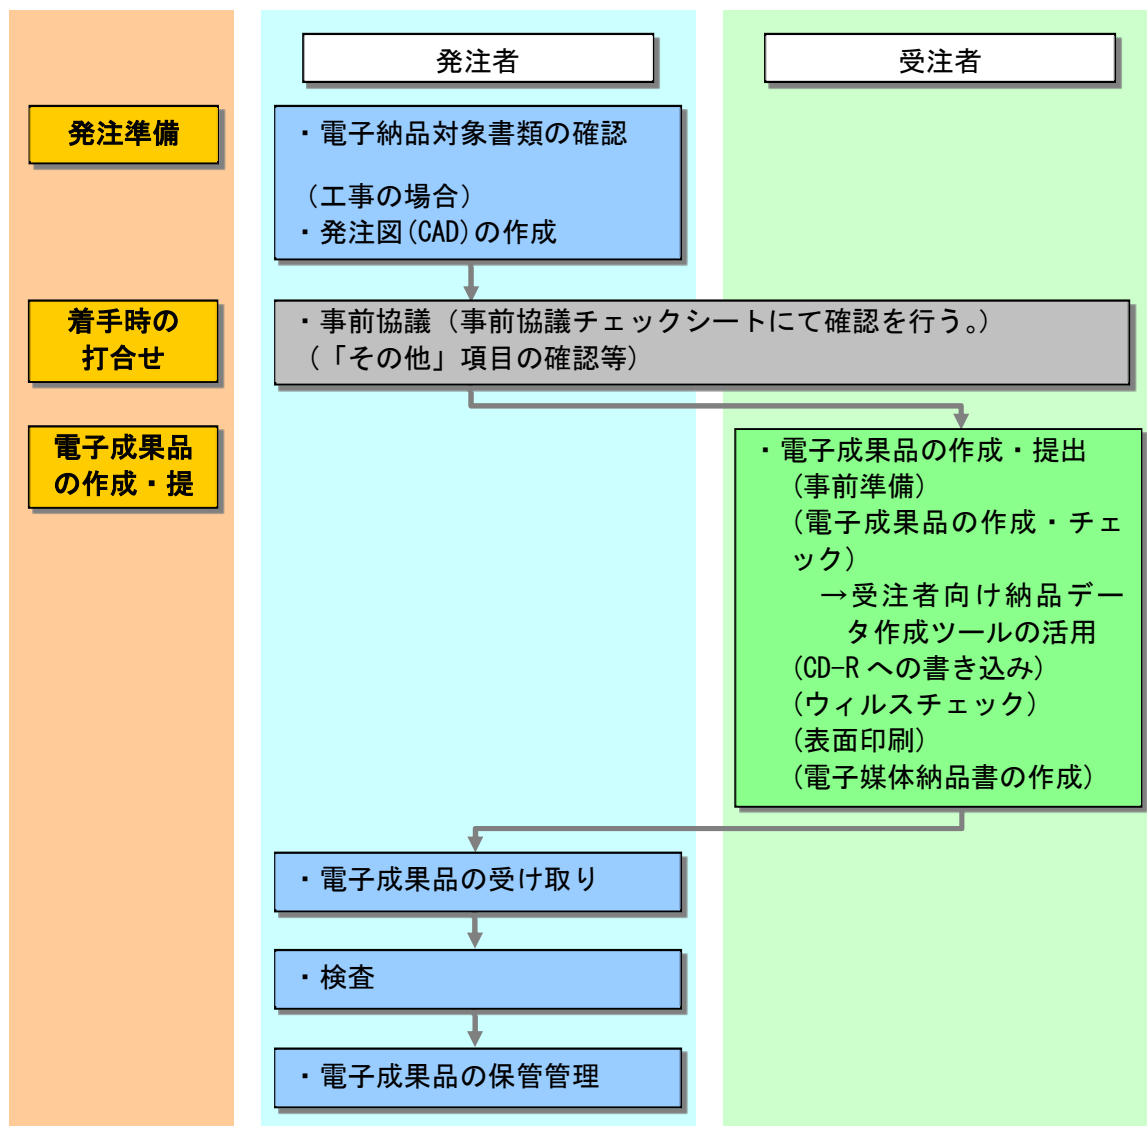 発注者
受注者
発注準備
・電子納品対象書類の確認
（工事の場合）
・発注図(CAD)の作成
着手時の
打合せ
・事前協議（事前協議チェックシートにて確認を行う。）
（「その他」項目の確認等）
電子成果品
の作成・提
・電子成果品の作成・提出
（事前準備）
（電子成果品の作成・チェ
ック）
→受注者向け納品デー
タ作成ツールの活用
（CD-R への書き込み）
（ウィルスチェック）
（表面印刷）
（電子媒体納品書の作成）
・電子成果品の受け取り
・検査
・電子成果品の保管管理